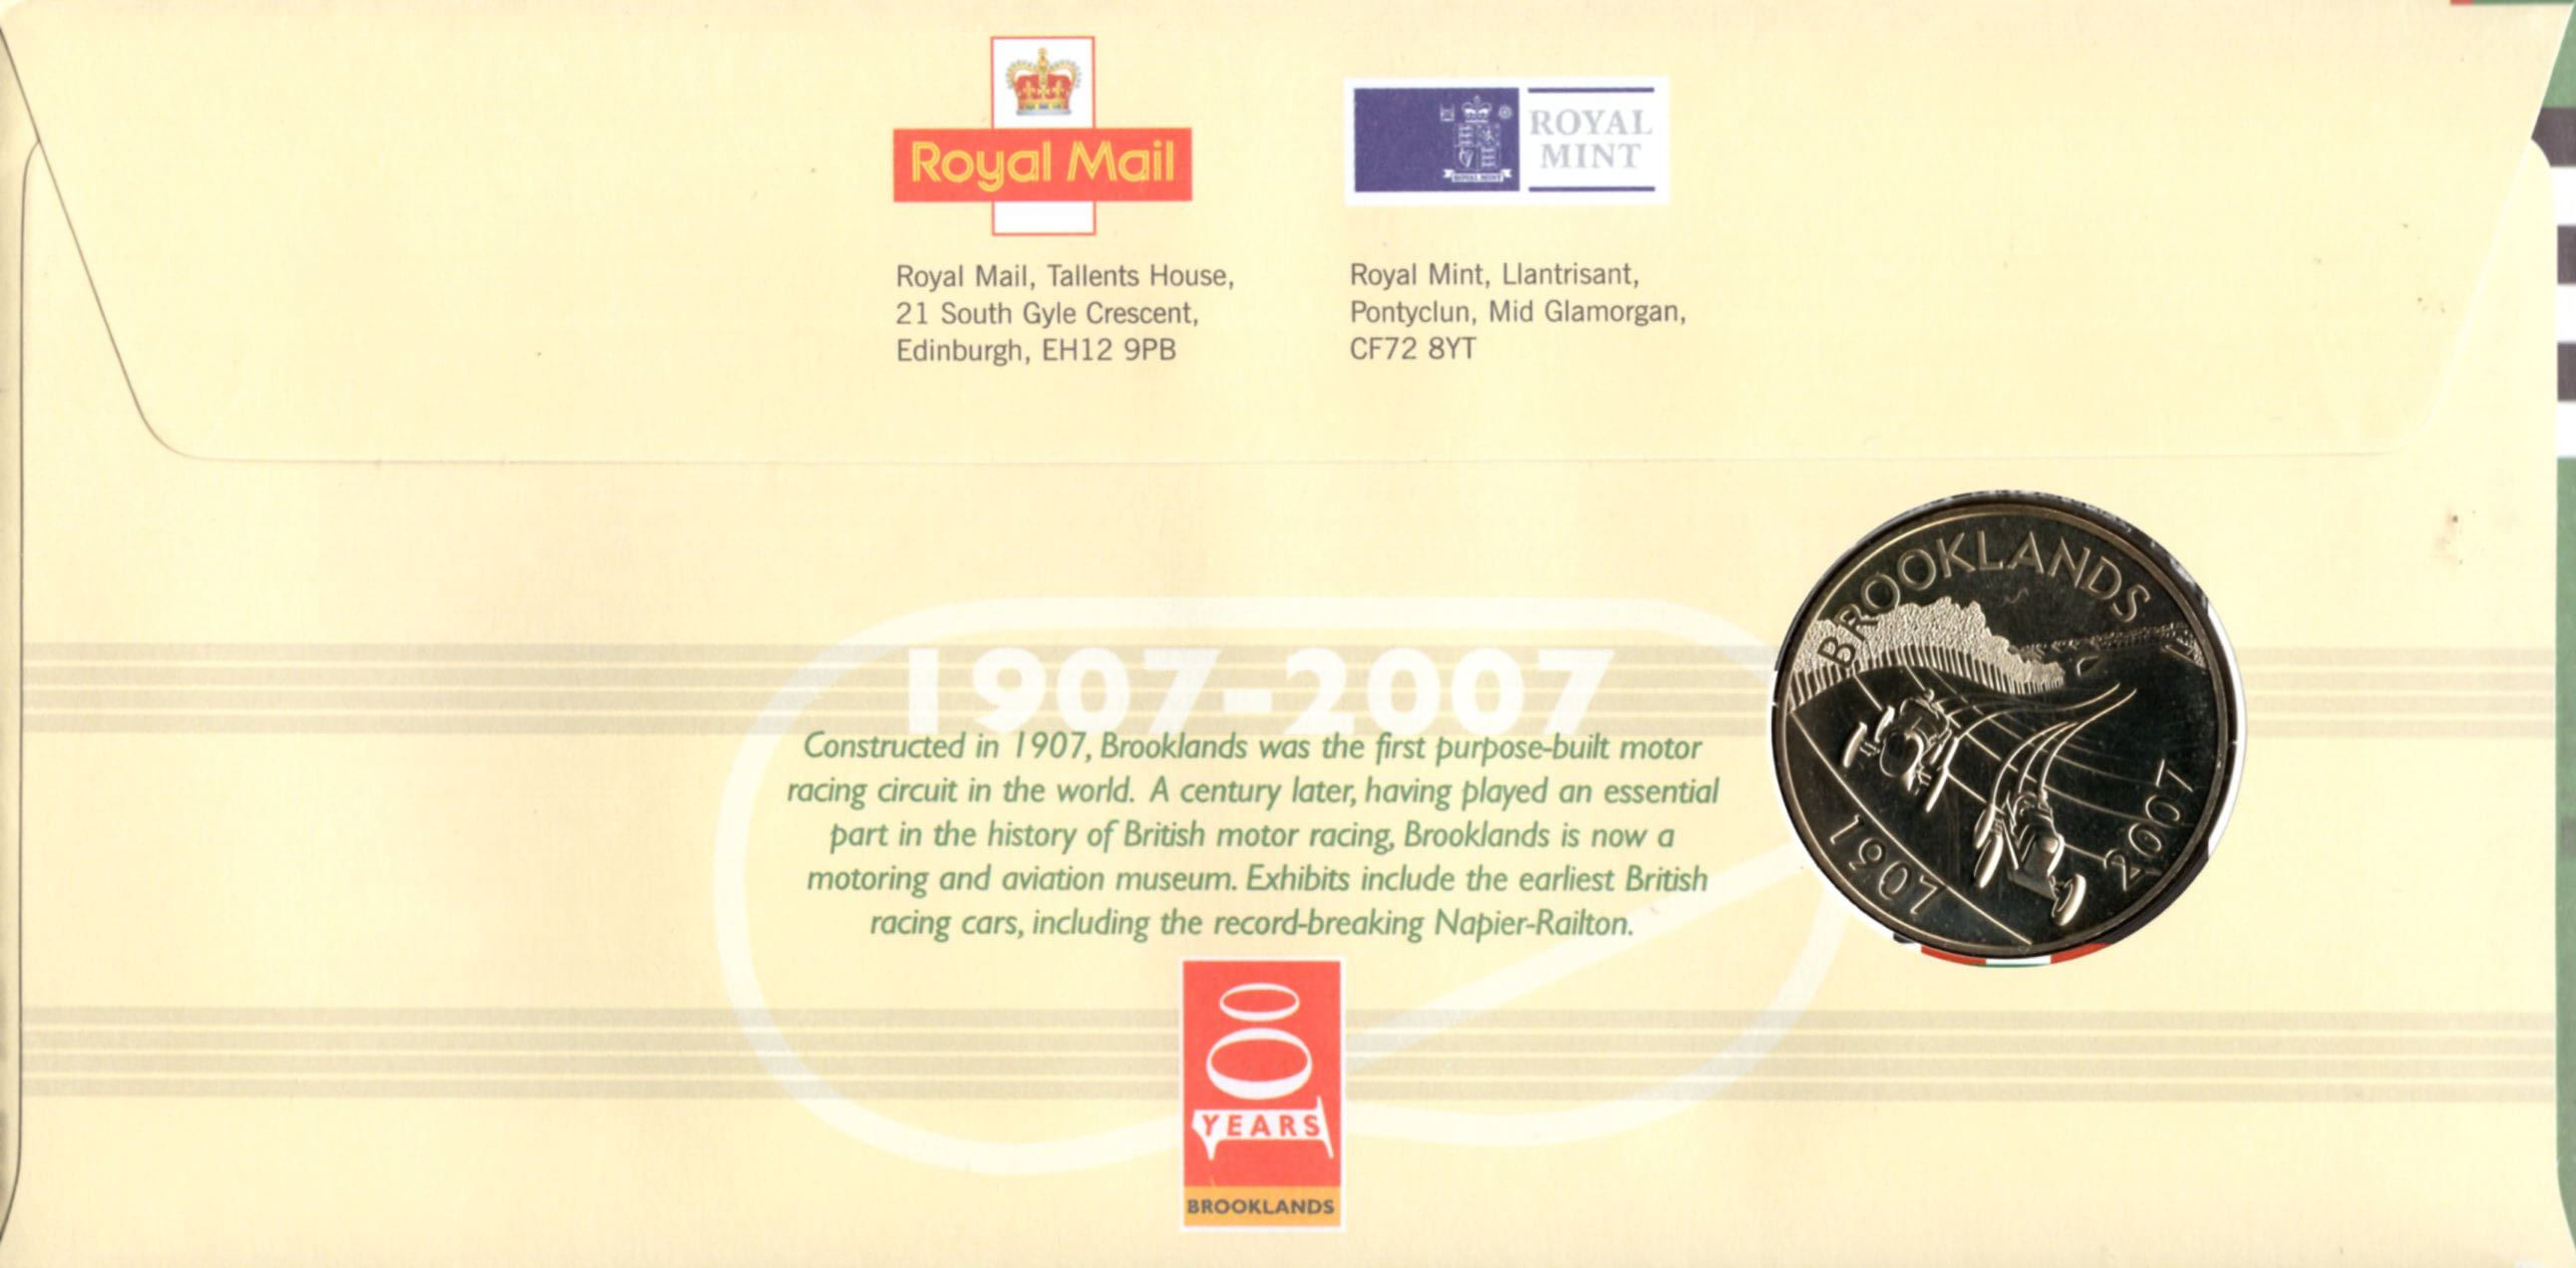 Royal Mail
ROYAL
MINT
ROYAL MINT
Royal Mail, Tallents House,
21 South Gyle Crescent,
Edinburgh, EH12 9PB
Royal Mint, Llantrisant,
Pontyclun, Mid Glamorgan,
CF72 8YT
1907-2007
Constructed in 1907, Brooklands was the first purpose-built motor
racing circuit in the world. A century later, having played an essential
part in the history of British motor racing, Brooklands is now a
motoring and aviation museum. Exhibits include the earliest British
racing cars, including the record-breaking Napier-Railton.
BROOKLANDS
1907
2007
100
YEARS
BROOKLANDS